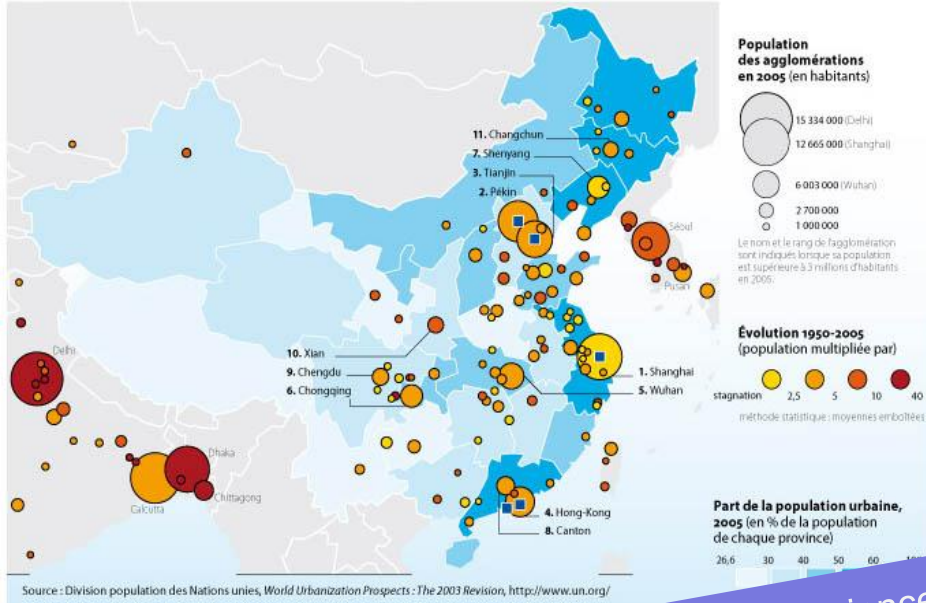 11. Changchun
7. Shenyang
3. Tianjin
2. Pékin
Séoul
Pusan
Delhi
10. Xian
9. Chengdu
6. Chongqing
1. Shanghai
5. Wuhan
Dhaka
Chittagong
Calcutta
4. Hong-Kong
8. Canton
Population
des agglomérations
en 2005 (en habitants)
15 334 000 (Delhi)
12 665 000 (Shanghai)
6 003 000 (Wuhan)
2 700 000
1 000 000
Le nom et le rang de l'agglomération
sont indiqués lorsque sa population
est supérieure à 3 millions d'habitants
en 2005.
Évolution 1950-2005
(population multipliée par)
stagnation 2,5 5 10 40
méthode statistique : moyennes emboîtées
Part de la population urbaine,
2005 (en % de la population
de chaque province)
26,6 30 40 50 60
Source : Division population des Nations unies, World Urbanization Prospects : The 2003 Revision, http://www.un.org/